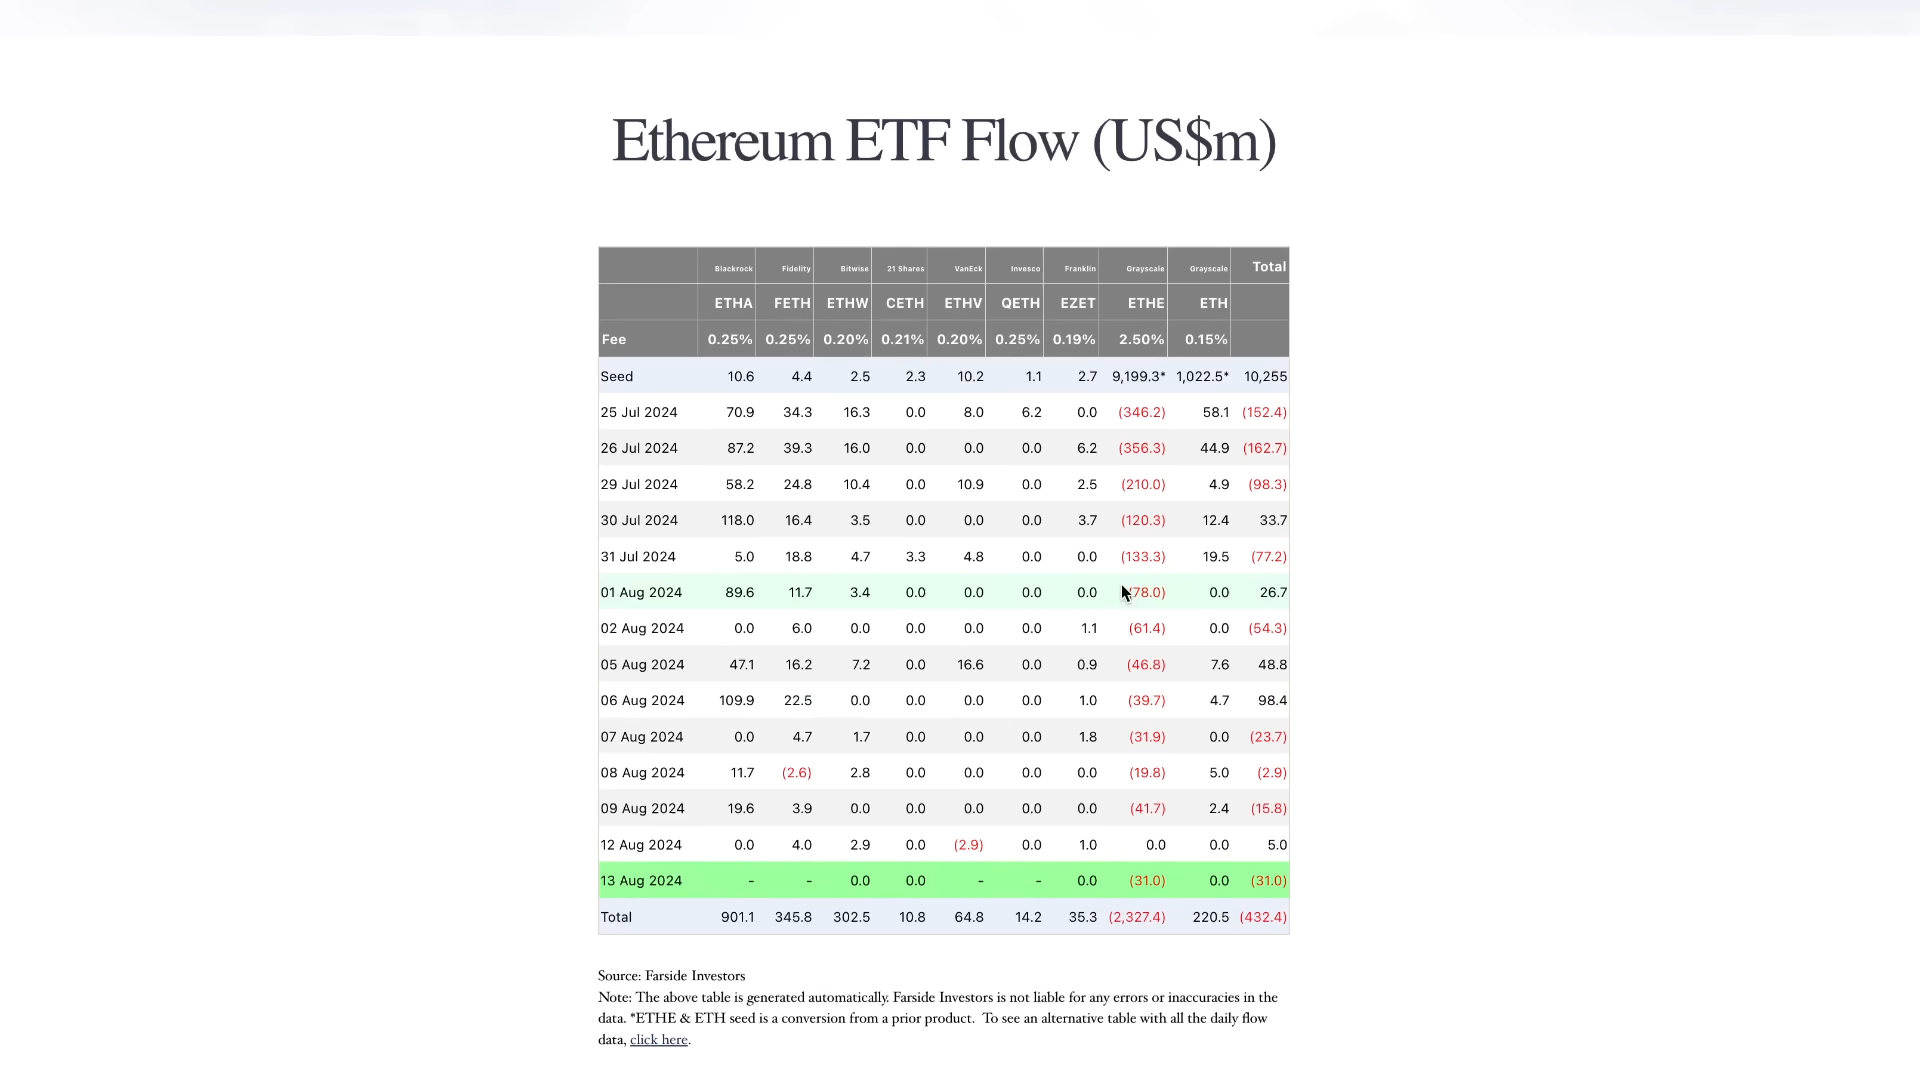 Ethereum ETF Flow (US$m)
Blackrock Fidelity Bitwise 21 Shares VanEck Invesco Franklin Grayscale Grayscale Total
ETHA FETH ETHW CETH ETHV QETH EZET ETHE ETH
Fee 0.25% 0.25% 0.20% 0.21% 0.20% 0.25% 0.19% 2.50% 0.15%
Seed 10.6 4.4 2.5 2.3 10.2 1.1 2.7 9,199.3* 1,022.5* 10,255
25 Jul 2024 70.9 34.3 16.3 0.0 8.0 6.2 0.0 (346.2) 58.1 (152.4)
26 Jul 2024 87.2 39.3 16.0 0.0 0.0 0.0 6.2 (356.3) 44.9 (162.7)
29 Jul 2024 58.2 24.8 10.4 0.0 10.9 0.0 2.5 (210.0) 4.9 (98.3)
30 Jul 2024 118.0 16.4 3.5 0.0 0.0 0.0 3.7 (120.3) 12.4 33.7
31 Jul 2024 5.0 18.8 4.7 3.3 4.8 0.0 0.0 (133.3) 19.5 (77.2)
01 Aug 2024 89.6 11.7 3.4 0.0 0.0 0.0 0.0 (78.0) 0.0 26.7
02 Aug 2024 0.0 6.0 0.0 0.0 0.0 0.0 1.1 (61.4) 0.0 (54.3)
05 Aug 2024 47.1 16.2 7.2 0.0 16.6 0.0 0.9 (46.8) 7.6 48.8
06 Aug 2024 109.9 22.5 0.0 0.0 0.0 0.0 1.0 (39.7) 4.7 98.4
07 Aug 2024 0.0 4.7 1.7 0.0 0.0 0.0 1.8 (31.9) 0.0 (23.7)
08 Aug 2024 11.7 (2.6) 2.8 0.0 0.0 0.0 0.0 (19.8) 5.0 (2.9)
09 Aug 2024 19.6 3.9 0.0 0.0 0.0 0.0 0.0 (41.7) 2.4 (15.8)
12 Aug 2024 0.0 4.0 2.9 0.0 (2.9) 0.0 1.0 0.0 0.0 5.0
13 Aug 2024 - - 0.0 0.0 - - 0.0 (31.0) 0.0 (31.0)
Total 901.1 345.8 302.5 10.8 64.8 14.2 35.3 (2,327.4) 220.5 (432.4)
Source: Farside Investors
Note: The above table is generated automatically. Farside Investors is not liable for any errors or inaccuracies in the
data. *ETHE & ETH seed is a conversion from a prior product.  To see an alternative table with all the daily flow
data, click here.